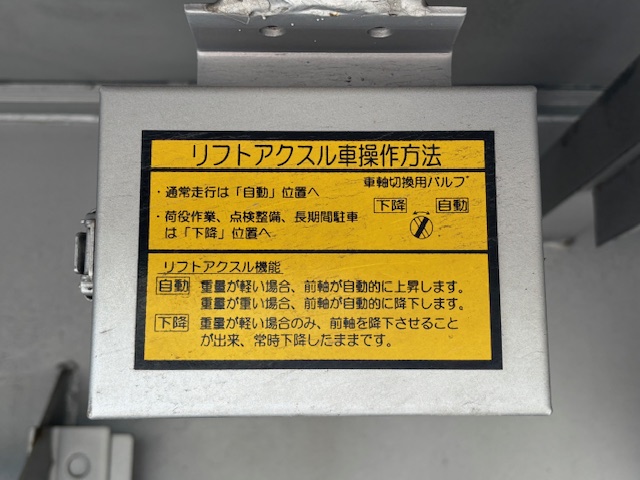 リフトアクスル車操作方法
・通常走行は「自動」位置へ
車軸切換用バルブ
下降 自動
・荷役作業、点検整備、長期間駐車
は「下降」位置へ
リフトアクスル機能
自動 重量が軽い場合、前軸が自動的に上昇します。
重量が重い場合、前軸が自動的に降下します。
下降 重量が軽い場合のみ、前軸を降下させること
が出来、常時下降したままです。